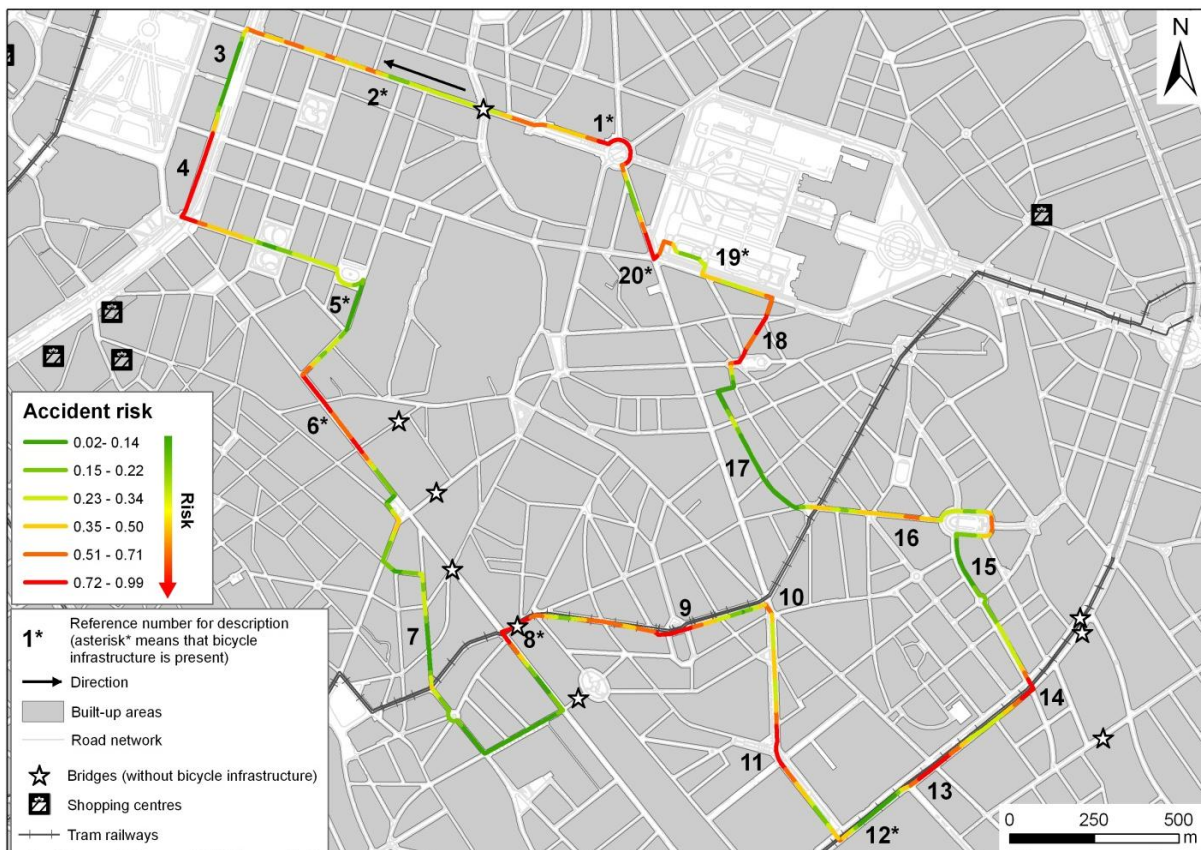 N
3
2*
1*
4
20*
19*
5*
18
6*
17
16
15
9
10
8*
7
14
11
13
12*
Accident risk
0.02- 0.14
0.15 - 0.22
0.23 - 0.34
0.35 - 0.50
0.51 - 0.71
0.72 - 0.99
Risk
1*
Reference number for description
(asterisk* means that bicycle
infrastructure is present)
Direction
Built-up areas
Road network
Bridges (without bicycle infrastructure)
Shopping centres
Tram railways
0 250 500
m